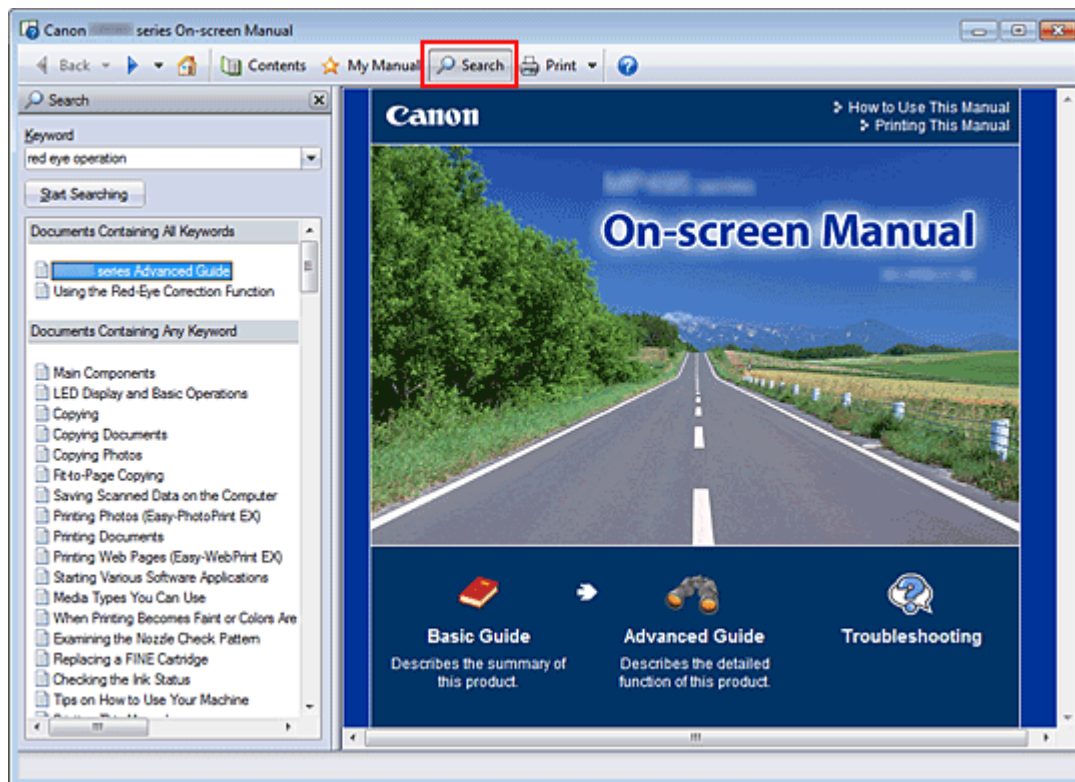 Canon series On-screen Manual
Back Contents My Manual Search Print
Search
Keyword
red eye operation
Start Searching
Documents Containing All Keywords
series Advanced Guide
Using the Red-Eye Correction Function
Documents Containing Any Keyword
Main Components
LED Display and Basic Operations
Copying
Copying Documents
Copying Photos
Fit-to-Page Copying
Saving Scanned Data on the Computer
Printing Photos (Easy-PhotoPrint EX)
Printing Documents
Printing Web Pages (Easy-WebPrint EX)
Starting Various Software Applications
Media Types You Can Use
When Printing Becomes Faint or Colors Are
Examining the Nozzle Check Pattern
Replacing a FINE Cartridge
Checking the Ink Status
Tips on How to Use Your Machine
Canon
How to Use This Manual
Printing This Manual
series
On-screen Manual
Basic Guide
Describes the summary of
this product.
Advanced Guide
Describes the detailed
function of this product.
Troubleshooting